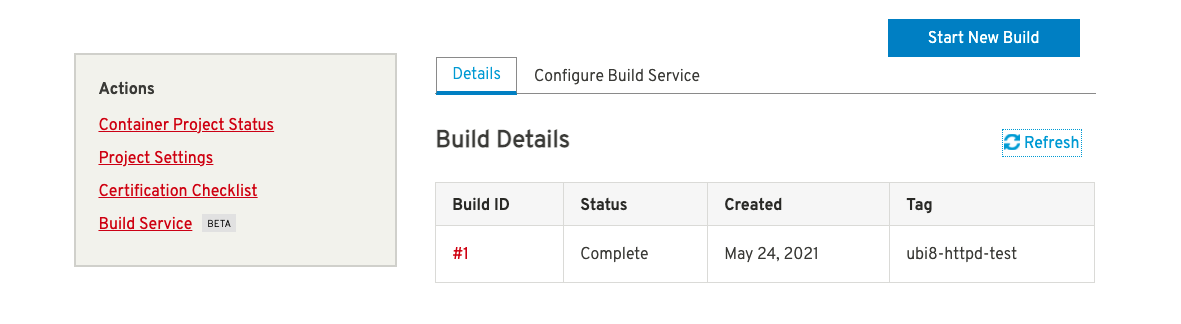 Start New Build
Actions
Container Project Status
Project Settings
Certification Checklist
Build Service BETA
Details Configure Build Service
Build Details
Refresh
Build ID Status Created Tag
#1 Complete May 24, 2021 ubi8-httpd-test